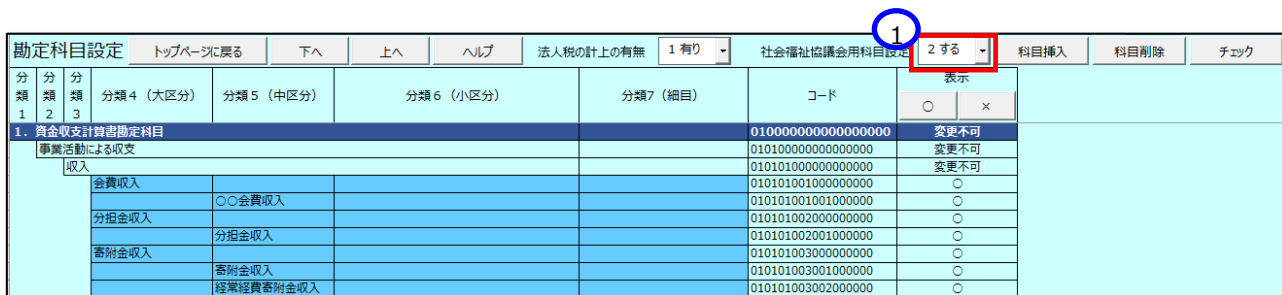 1
勘定科目設定 トップページに戻る 下へ 上へ ヘルプ 法人税の計上の有無 1 有り 社会福祉協議会用科目設定 2 する 科目挿入 科目削除 チェック
分類1 分類2 分類3 分類4（大区分） 分類5（中区分） 分類6（小区分） 分類7（細目） コード 表示
○ ×
1. 資金収支計算書勘定科目 010000000000000000 変更不可
事業活動による収支 010100000000000000 変更不可
収入 010101000000000000 変更不可
会費収入 010101001000000000 ○
○○会費収入 010101001001000000 ○
分担金収入 010101002000000000 ○
分担金収入 010101002001000000 ○
寄附金収入 010101003000000000 ○
寄附金収入 010101003001000000 ○
経常経費寄附金収入 010101003002000000 ○